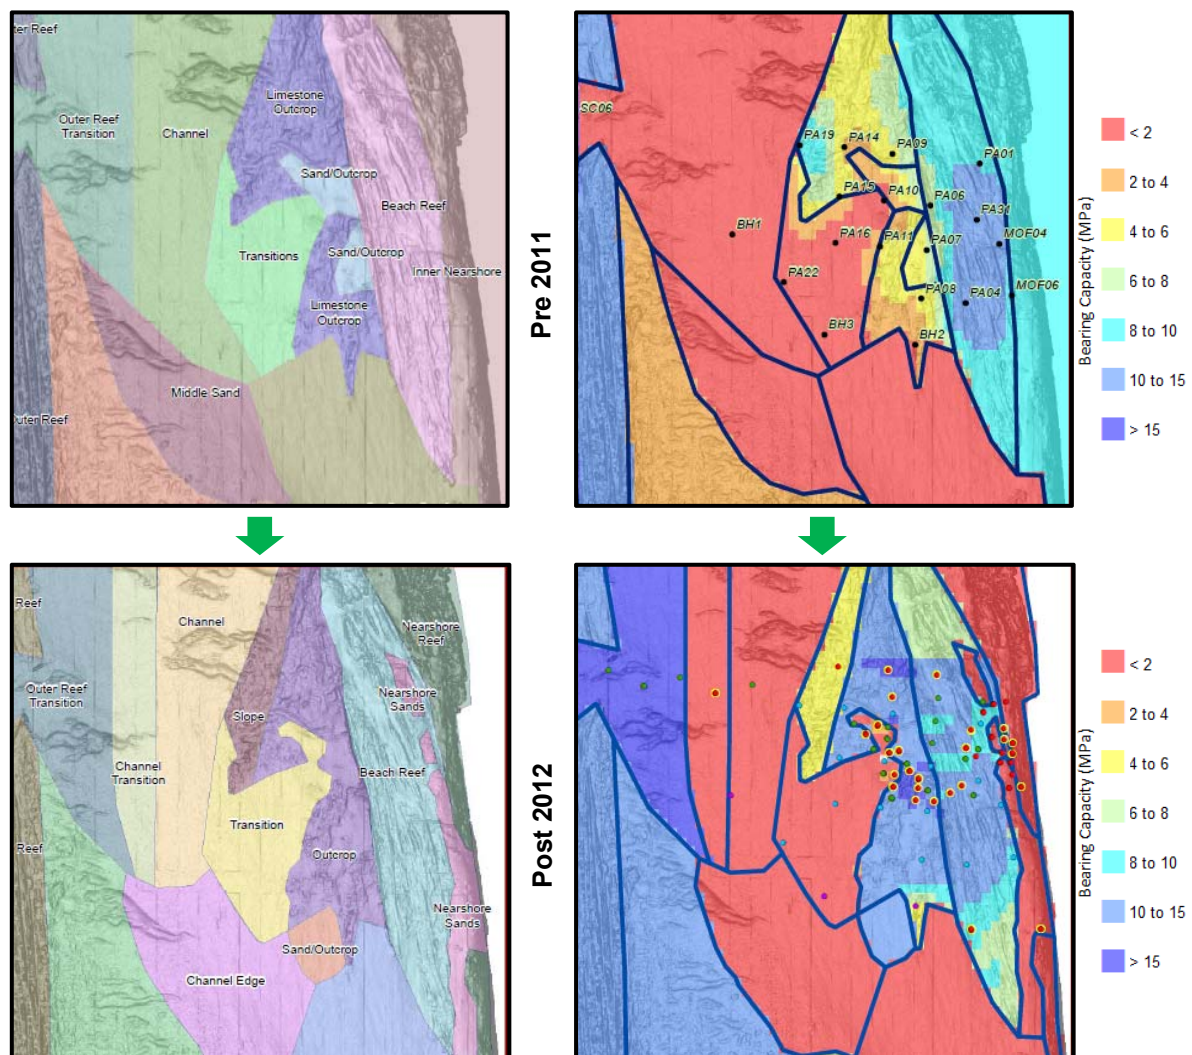 ter Reef
Outer Reef
Transition
Channel
Limestone
Outcrop
Sand/Outcrop
Beach Reef
Transitions
Sand/Outcrop
Inner Nearshore
Limestone
Outcrop
Middle Sand
uter Reef
Pre 2011
SC06
PA19
PA14
PA09
PA01
PA15
PA10
PA06
PA31
BH1
PA16
PA11
PA07
MOF04
PA22
PA08
PA04
MOF06
BH3
BH2
Bearing Capacity (MPa)
< 2
2 to 4
4 to 6
6 to 8
8 to 10
10 to 15
> 15
Reef
Channel
Nearshore
Reef
Outer Reef
Transition
Slope
Nearshore
Sands
Channel
Transition
Beach Reef
Transition
Reef
Outcrop
Nearshore
Sands
Sand/Outcrop
Channel Edge
Post 2012
Bearing Capacity (MPa)
< 2
2 to 4
4 to 6
6 to 8
8 to 10
10 to 15
> 15